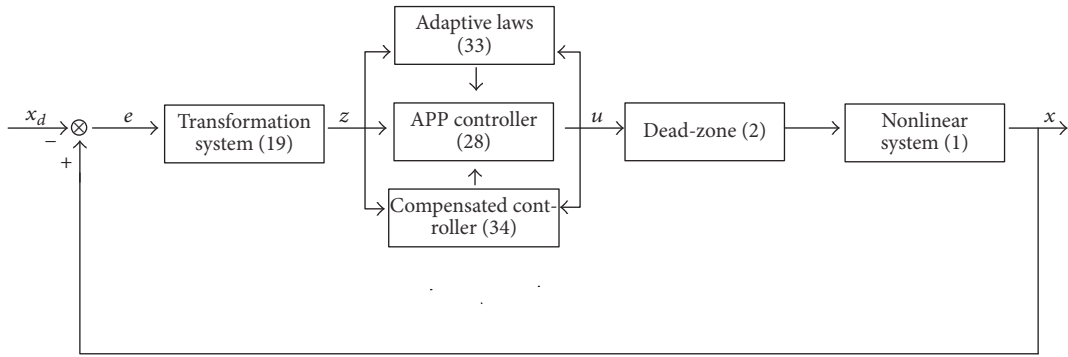 Adaptive laws
(33)
x_d
−
+
e
Transformation
system (19)
z
APP controller
(28)
u
Dead-zone (2)
Nonlinear
system (1)
x
Compensated cont-
roller (34)